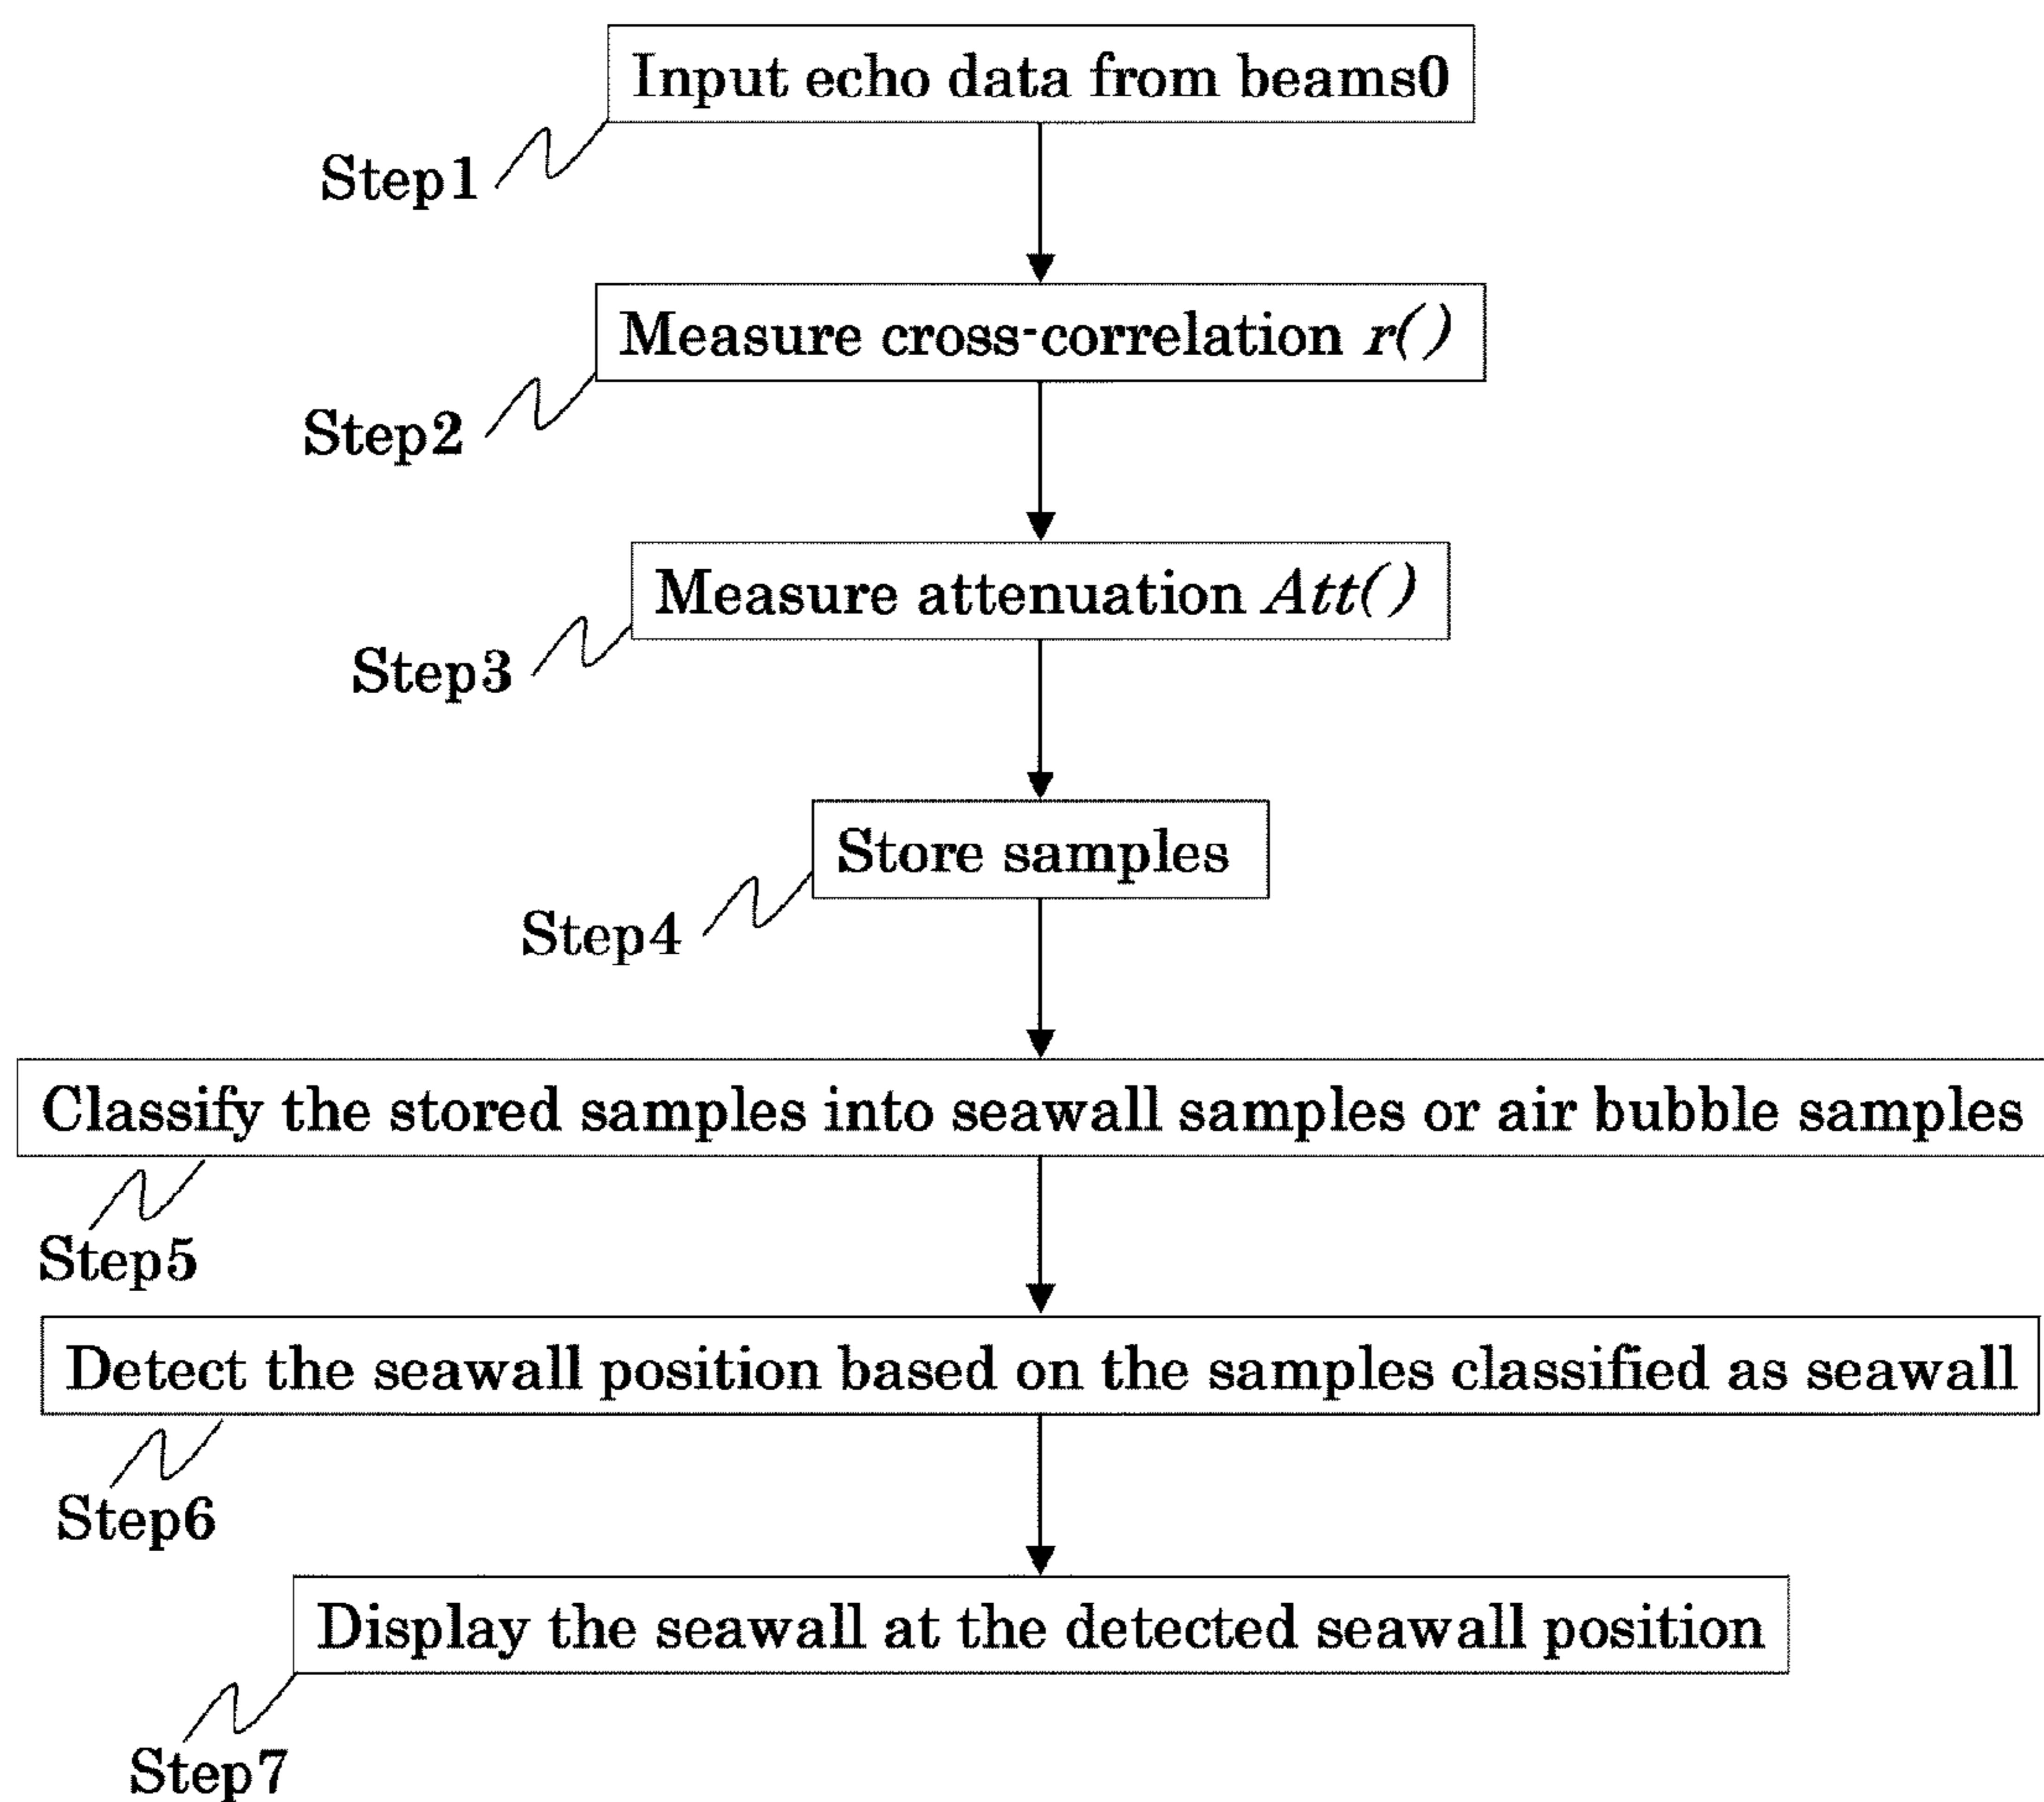 Input echo data from beams0
Step1
Measure cross-correlation r()
Step2
Measure attenuation Att()
Step3
Store samples
Step4
Classify the stored samples into seawall samples or air bubble samples
Step5
Detect the seawall position based on the samples classified as seawall
Step6
Display the seawall at the detected seawall position
Step7